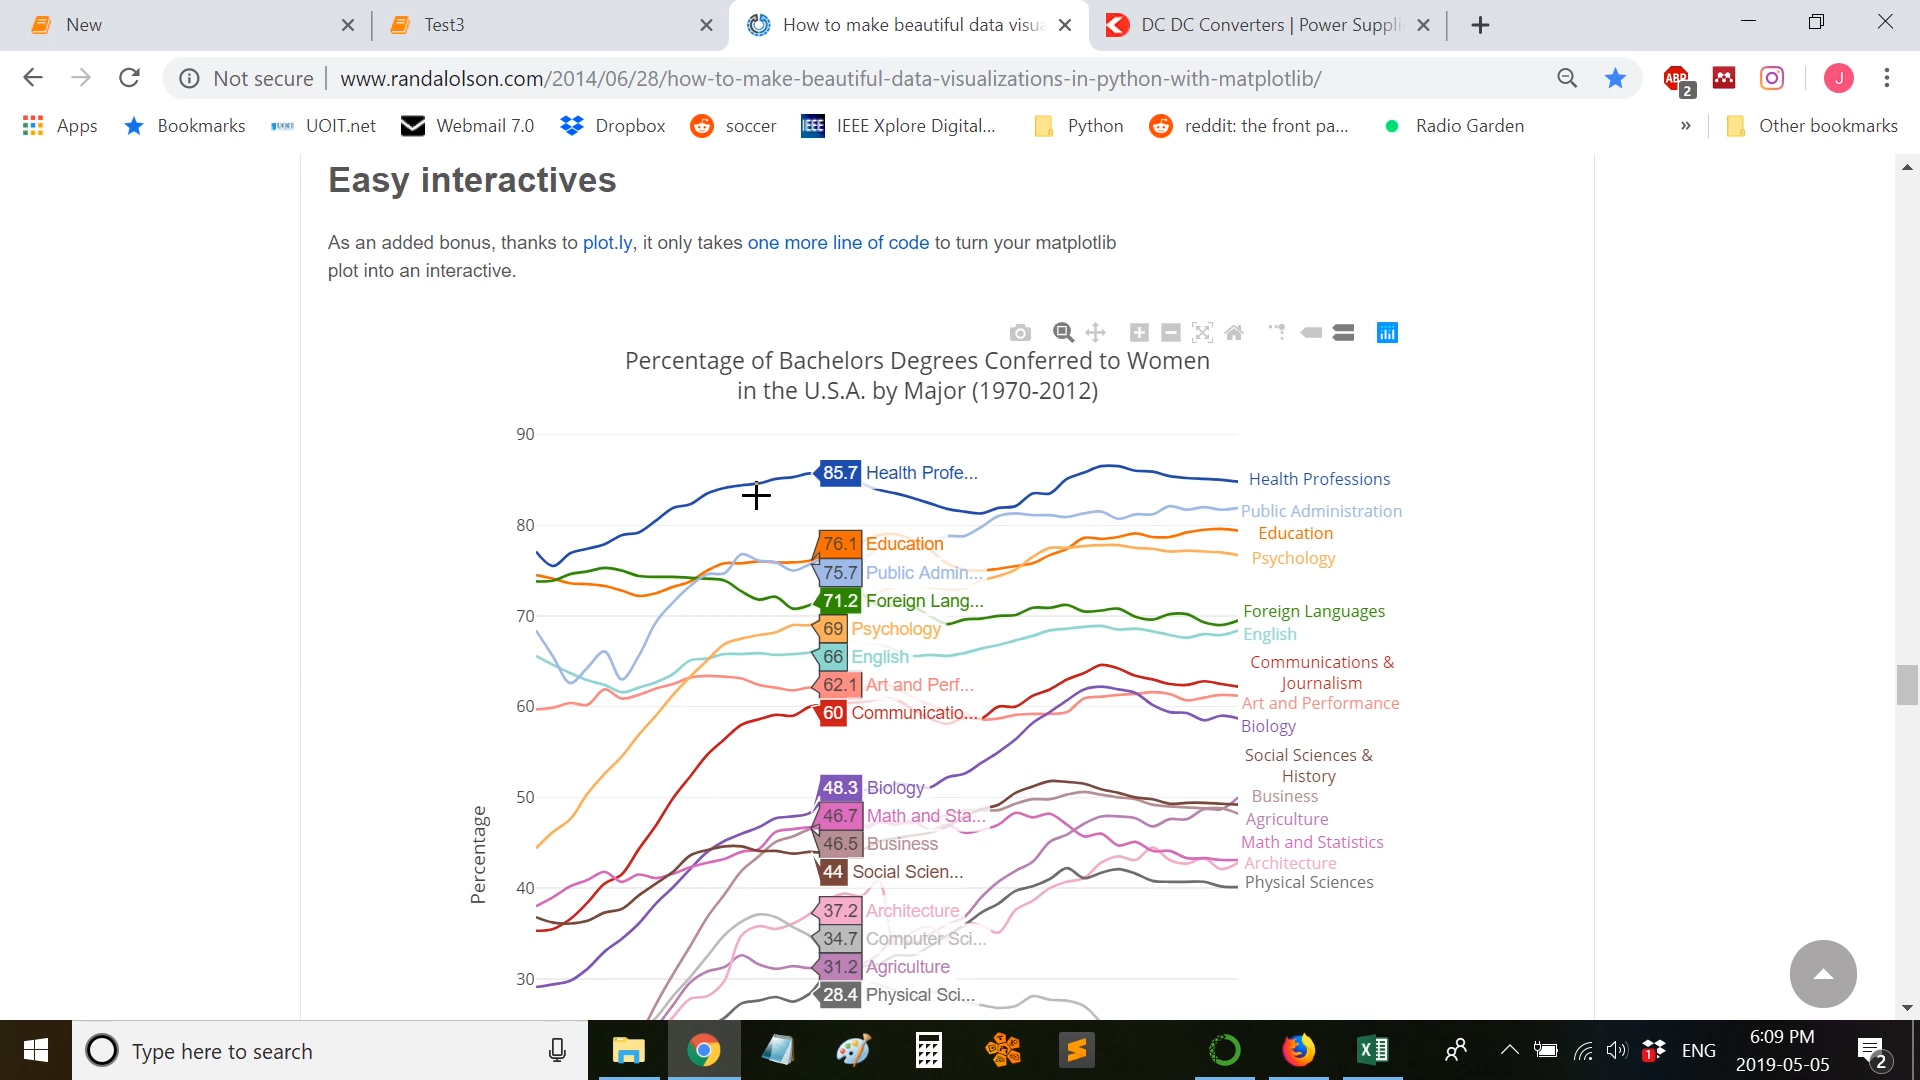 New
Test3
How to make beautiful data visua
DC DC Converters | Power Suppli
Not secure
www.randalolson.com/2014/06/28/how-to-make-beautiful-data-visualizations-in-python-with-matplotlib/
ABP
2
J
Apps
Bookmarks
UOIT.net
Webmail 7.0
Dropbox
soccer
IEEE
IEEE Xplore Digital...
Python
reddit: the front pa...
Radio Garden
»
Other bookmarks
Easy interactives
As an added bonus, thanks to plot.ly, it only takes one more line of code to turn your matplotlib
plot into an interactive.
Percentage of Bachelors Degrees Conferred to Women
in the U.S.A. by Major (1970-2012)
90
80
70
60
50
40
30
Percentage
85.7 Health Profe...
76.1 Education
75.7 Public Admin...
71.2 Foreign Lang...
69 Psychology
66 English
62.1 Art and Perf...
60 Communicatio...
48.3 Biology
46.7 Math and Sta...
46.5 Business
44 Social Scien...
37.2 Architecture
34.7 Computer Sci...
31.2 Agriculture
28.4 Physical Sci...
Health Professions
Public Administration
Education
Psychology
Foreign Languages
English
Communications &
Journalism
Art and Performance
Biology
Social Sciences &
History
Business
Agriculture
Math and Statistics
Architecture
Physical Sciences
Type here to search
1
ENG
6:09 PM
2019-05-05
2